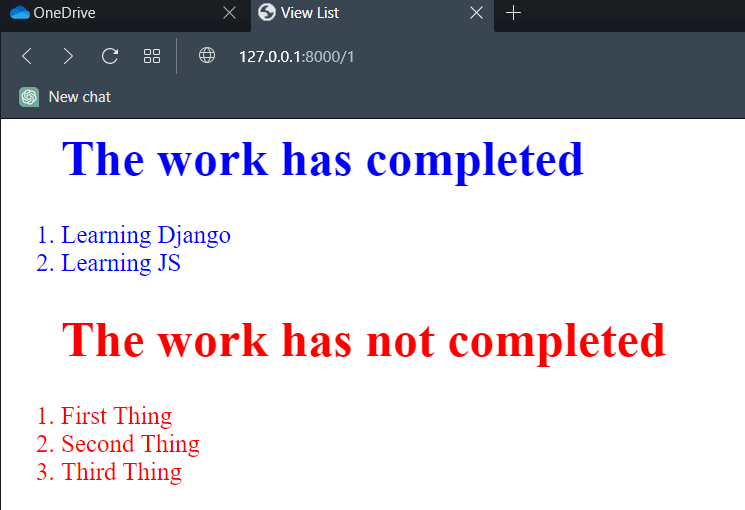 OneDrive
View List
127.0.0.1:8000/1
New chat
The work has completed
1. Learning Django
2. Learning JS
The work has not completed
1. First Thing
2. Second Thing
3. Third Thing